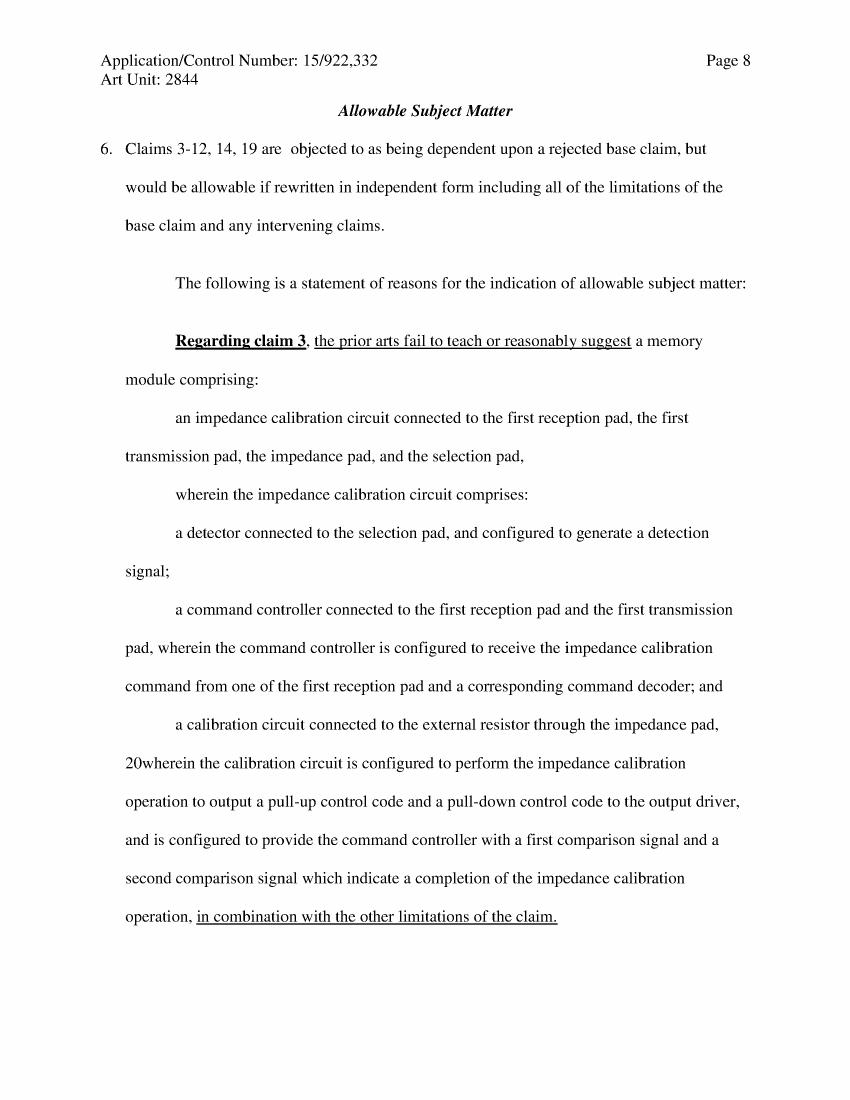 Application/Control Number: 15/922,332 Page 8
Art Unit: 2844
Allowable Subject Matter
6. Claims 3-12, 14, 19 are objected to as being dependent upon a rejected base claim, but
would be allowable if rewritten in independent form including all of the limitations of the
base claim and any intervening claims.
The following is a statement of reasons for the indication of allowable subject matter:
Regarding claim 3, the prior arts fail to teach or reasonably suggest a memory
module comprising:
an impedance calibration circuit connected to the first reception pad, the first
transmission pad, the impedance pad, and the selection pad,
wherein the impedance calibration circuit comprises:
a detector connected to the selection pad, and configured to generate a detection
signal;
a command controller connected to the first reception pad and the first transmission
pad, wherein the command controller is configured to receive the impedance calibration
command from one of the first reception pad and a corresponding command decoder; and
a calibration circuit connected to the external resistor through the impedance pad,
20wherein the calibration circuit is configured to perform the impedance calibration
operation to output a pull-up control code and a pull-down control code to the output driver,
and is configured to provide the command controller with a first comparison signal and a
second comparison signal which indicate a completion of the impedance calibration
operation, in combination with the other limitations of the claim.